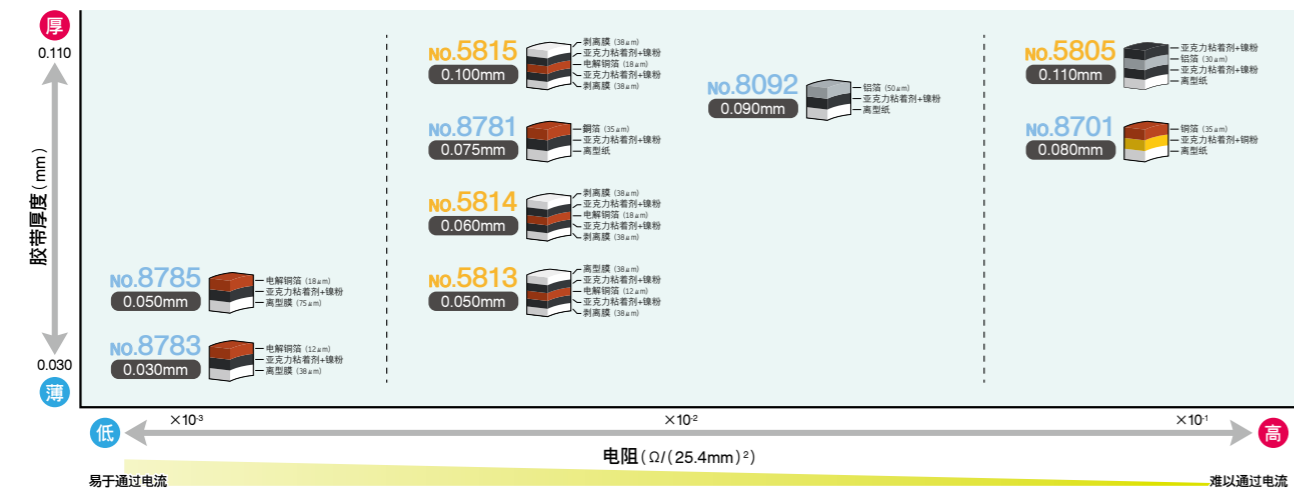 厚
0.110
胶带厚度(mm)
0.030
薄
NO.5815
0.100mm
剥离膜 (38μm)
亚克力粘着剂+镍粉
电解铜箔 (18μm)
亚克力粘着剂+镍粉
剥离膜 (38μm)
NO.8781
0.075mm
銅箔 (35μm)
亚克力粘着剂+镍粉
离型纸
NO.5814
0.060mm
剥离膜 (38μm)
亚克力粘着剂+镍粉
电解铜箔 (18μm)
亚克力粘着剂+镍粉
剥离膜 (38μm)
NO.5813
0.050mm
离型膜 (38μm)
亚克力粘着剂+镍粉
电解铜箔 (12μm)
亚克力粘着剂+镍粉
剥离膜 (38μm)
NO.8785
0.050mm
电解铜箔 (18μm)
亚克力粘着剂+镍粉
离型膜 (75μm)
NO.8783
0.030mm
电解铜箔 (12μm)
亚克力粘着剂+镍粉
离型膜 (38μm)
NO.8092
0.090mm
铝箔 (50μm)
亚克力粘着剂+镍粉
离型纸
NO.5805
0.110mm
亚克力粘着剂+镍粉
铝箔 (30μm)
亚克力粘着剂+镍粉
离型纸
NO.8701
0.080mm
铜箔 (35μm)
亚克力粘着剂+铜粉
离型纸
×10-3
×10-2
×10-1
低
高
电阻(Ω/(25.4mm)²)
易于通过电流
难以通过电流